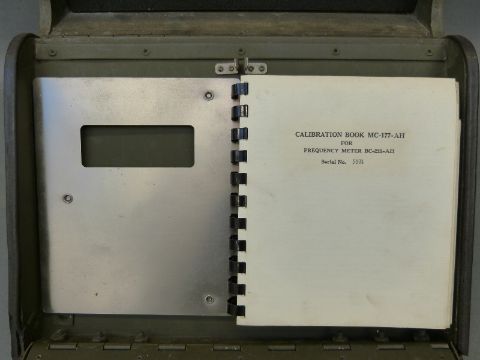 CALIBRATION BOOK MC-177-AH
FOR
FREQUENCY METER BC-221-AH
Serial No.